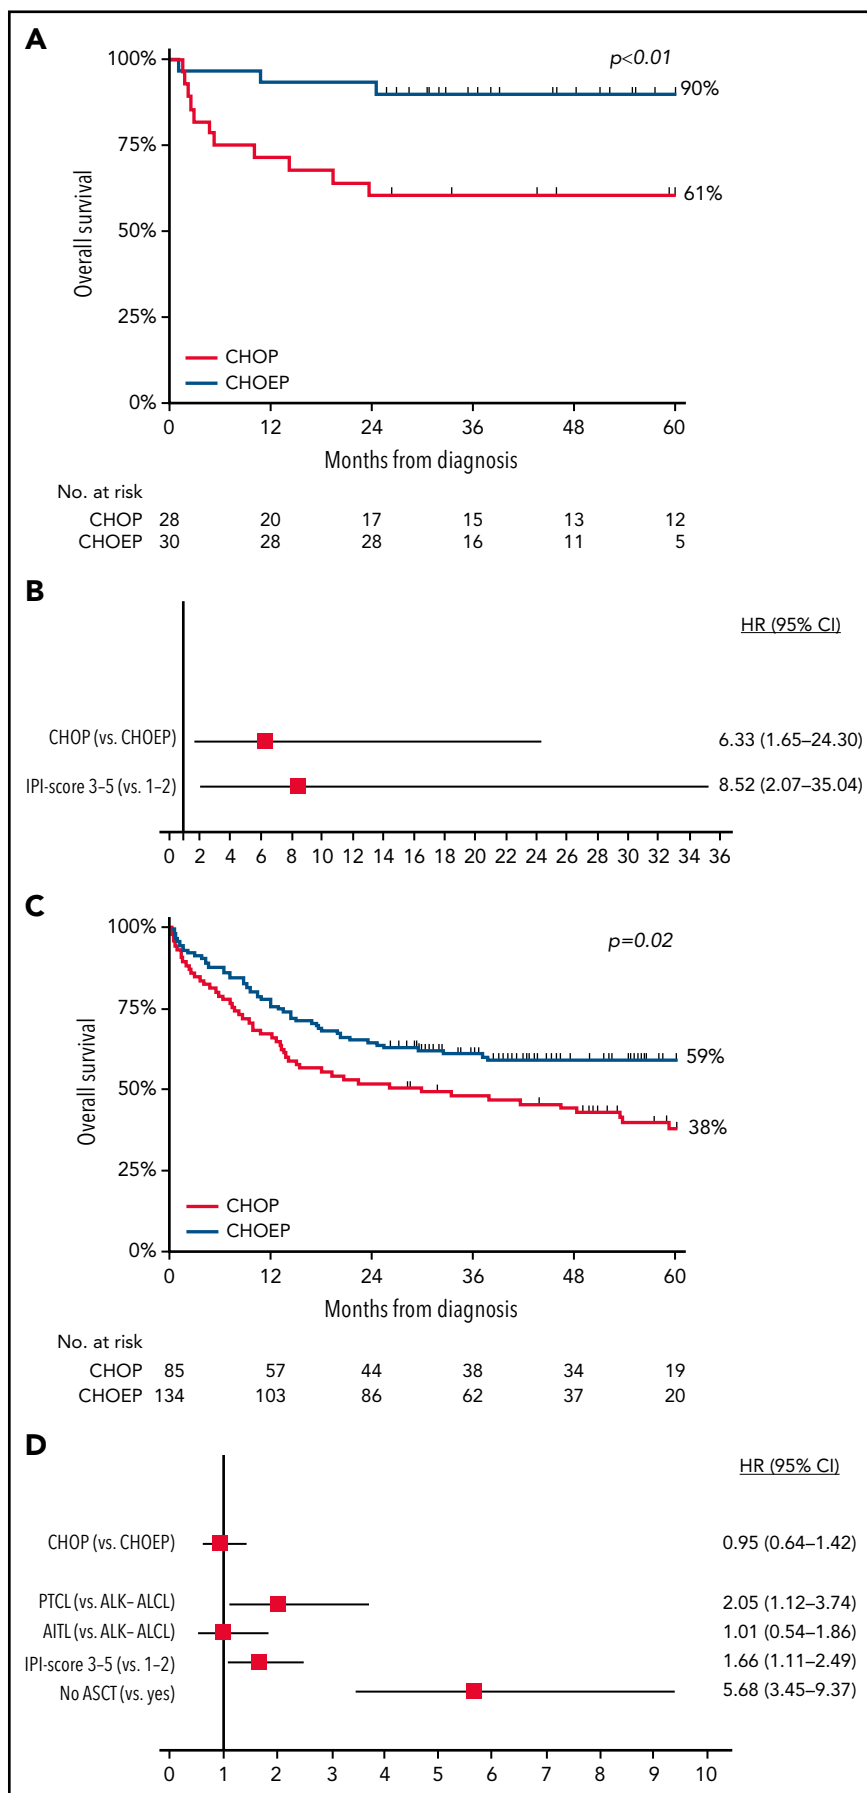 A
100%
75%
50%
25%
0%
Overall survival
p<0.01
90%
61%
CHOP
CHOEP
0 12 24 36 48 60
Months from diagnosis
No. at risk
CHOP 28 20 17 15 13 12
CHOEP 30 28 28 16 11 5
B
HR (95% CI)
CHOP (vs. CHOEP) 6.33 (1.65–24.30)
IPI-score 3–5 (vs. 1–2) 8.52 (2.07–35.04)
0 2 4 6 8 10 12 14 16 18 20 22 24 26 28 30 32 34 36
C
100%
75%
50%
25%
0%
Overall survival
p=0.02
59%
38%
CHOP
CHOEP
0 12 24 36 48 60
Months from diagnosis
No. at risk
CHOP 85 57 44 38 34 19
CHOEP 134 103 86 62 37 20
D
HR (95% CI)
CHOP (vs. CHOEP) 0.95 (0.64–1.42)
PTCL (vs. ALK– ALCL) 2.05 (1.12–3.74)
AITL (vs. ALK– ALCL) 1.01 (0.54–1.86)
IPI-score 3–5 (vs. 1–2) 1.66 (1.11–2.49)
No ASCT (vs. yes) 5.68 (3.45–9.37)
0 1 2 3 4 5 6 7 8 9 10